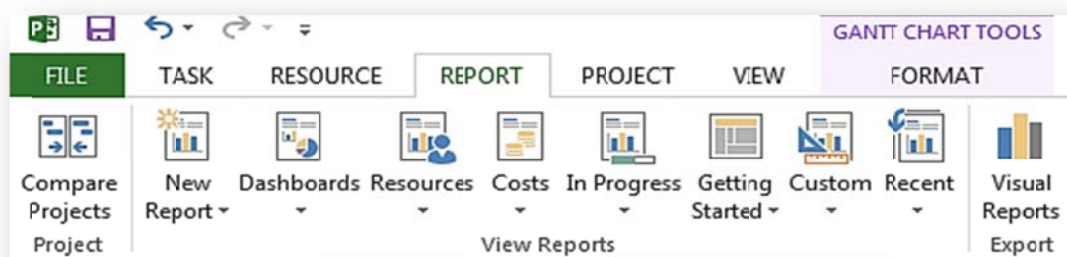 GANTT CHART TOOLS
FILE TASK RESOURCE REPORT PROJECT VIEW FORMAT
Compare New Dashboards Resources Costs In Progress Getting Custom Recent Visual
Projects Report Started Reports
Project View Reports Export